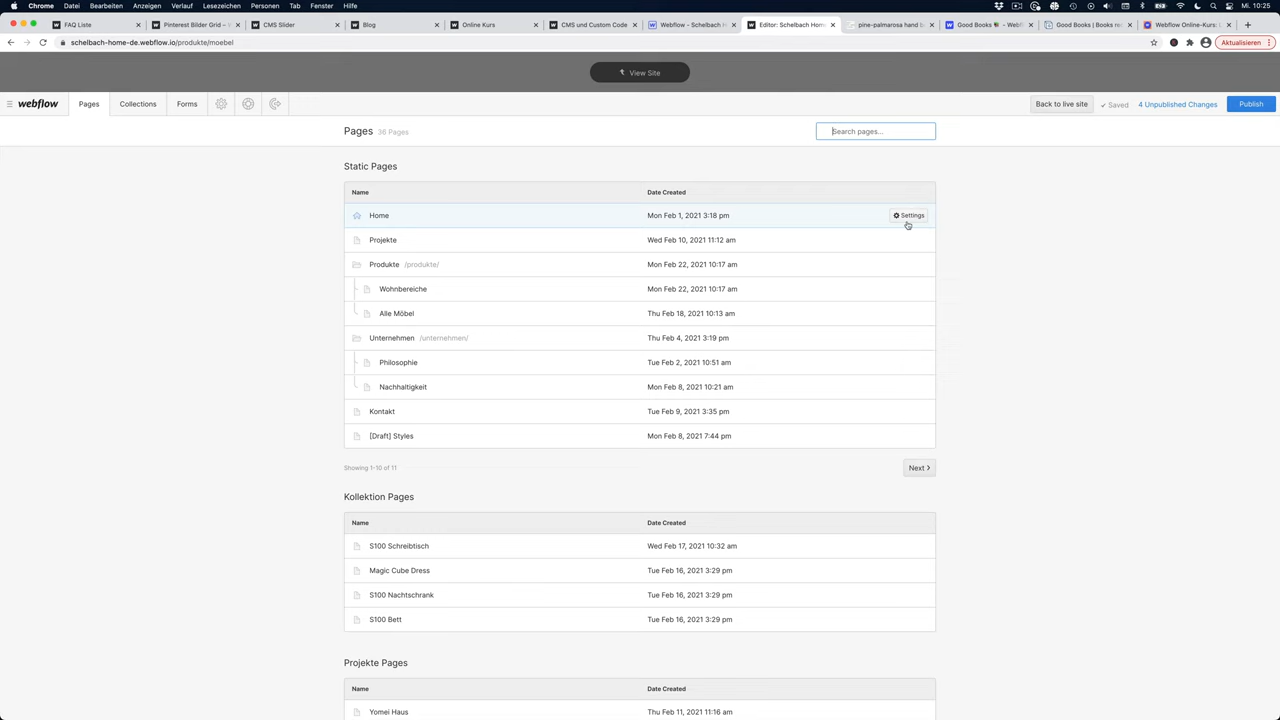 Chrome Datei Bearbeiten Anzeigen Verlauf Lesezeichen Personen Tab Fenster Hilfe Mi. 10:25
FAQ Liste Pinterest Bilder Grid – CMS Slider Blog Online Kurs CMS und Custom Code Webflow – Schelbach Editor: Schelbach Hom pine-palmarosa hand Good Books Good Books | Books Webflow Online-Kurs:
schelbach-home-de.webflow.io/produkte/moebel Aktualisieren
View Site
webflow Pages Collections Forms Back to live site Saved 4 Unpublished Changes Publish
Pages 36 Pages Search pages...
Static Pages
Name Date Created
Home Mon Feb 1, 2021 3:18 pm Settings
Projekte Wed Feb 10, 2021 11:12 am
Produkte /produkte/ Mon Feb 22, 2021 10:17 am
Wohnbereiche Mon Feb 22, 2021 10:17 am
Alle Möbel Thu Feb 18, 2021 10:13 am
Unternehmen /unternehmen/ Thu Feb 4, 2021 3:19 pm
Philosophie Tue Feb 2, 2021 10:51 am
Nachhaltigkeit Mon Feb 8, 2021 10:21 am
Kontakt Tue Feb 9, 2021 3:35 pm
[Draft] Styles Mon Feb 8, 2021 7:44 pm
Showing 1-10 of 11 Next
Kollektion Pages
Name Date Created
S100 Schreibtisch Wed Feb 17, 2021 10:32 am
Magic Cube Dress Tue Feb 16, 2021 3:29 pm
S100 Nachtschrank Tue Feb 16, 2021 3:29 pm
S100 Bett Tue Feb 16, 2021 3:29 pm
Projekte Pages
Name Date Created
Yomei Haus Thu Feb 11, 2021 11:16 am